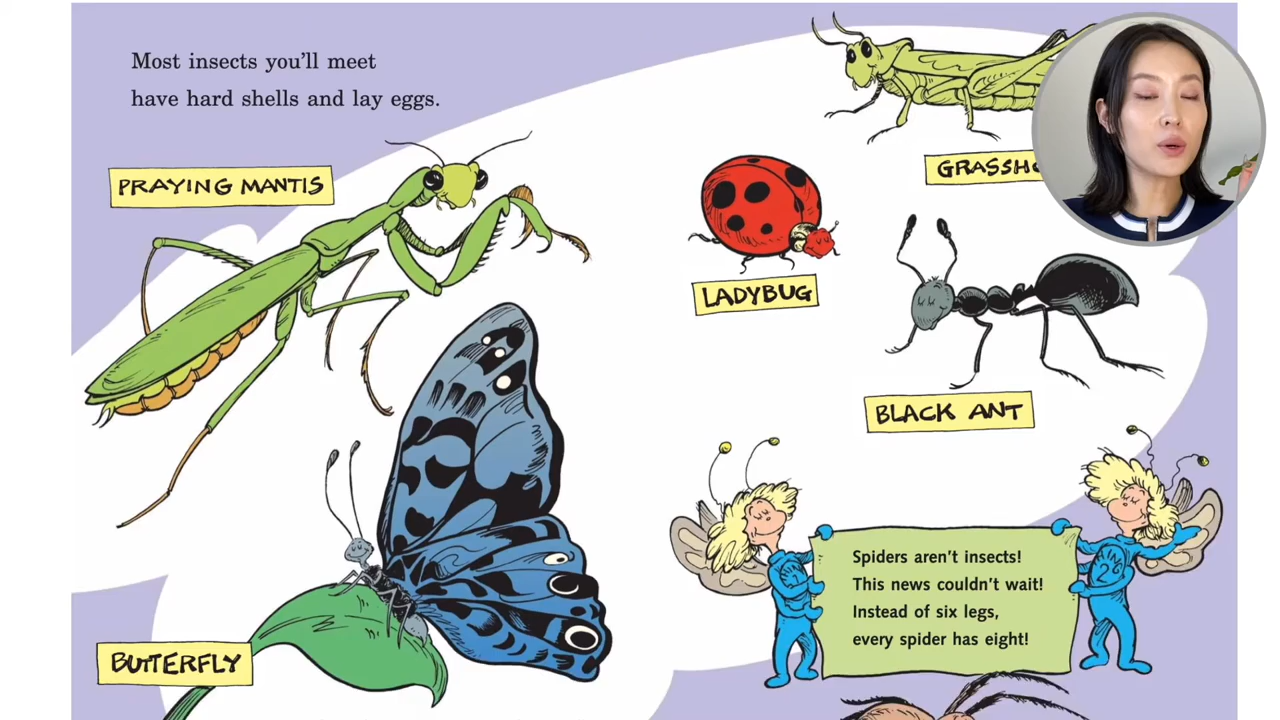 Most insects you'll meet
have hard shells and lay eggs.
PRAYING MANTIS
LADYBUG
BLACK ANT
BUTTERFLY
Spiders aren't insects!
This news couldn't wait!
Instead of six legs,
every spider has eight!